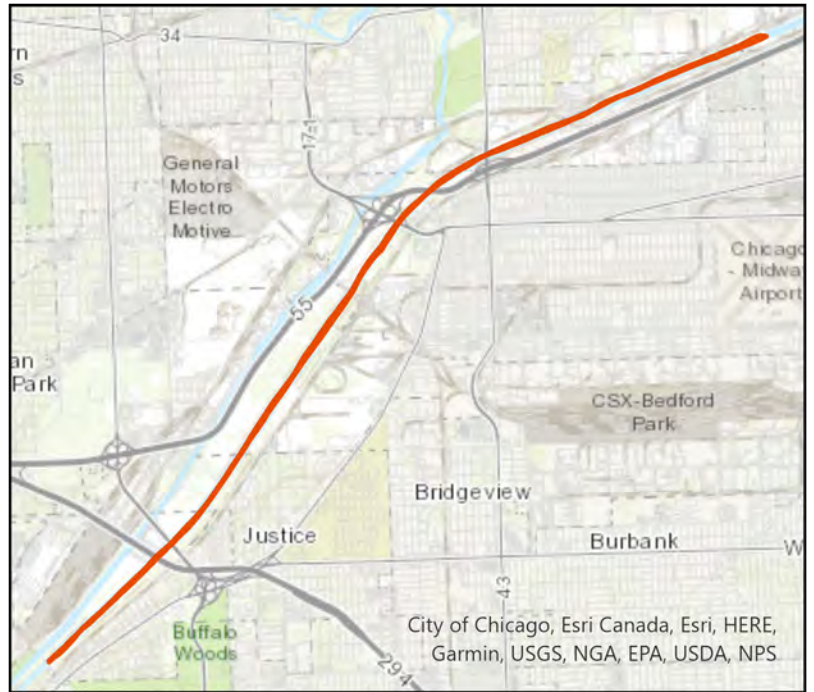 34
rn
s
171
General
Motors
Electro
Motive
Chicago
- Midway
Airport
55
an
Park
CSX-Bedford
Park
Bridgeview
Justice
Burbank
W
43
Buffalo
Woods
294
City of Chicago, Esri Canada, Esri, HERE,
Garmin, USGS, NGA, EPA, USDA, NPS